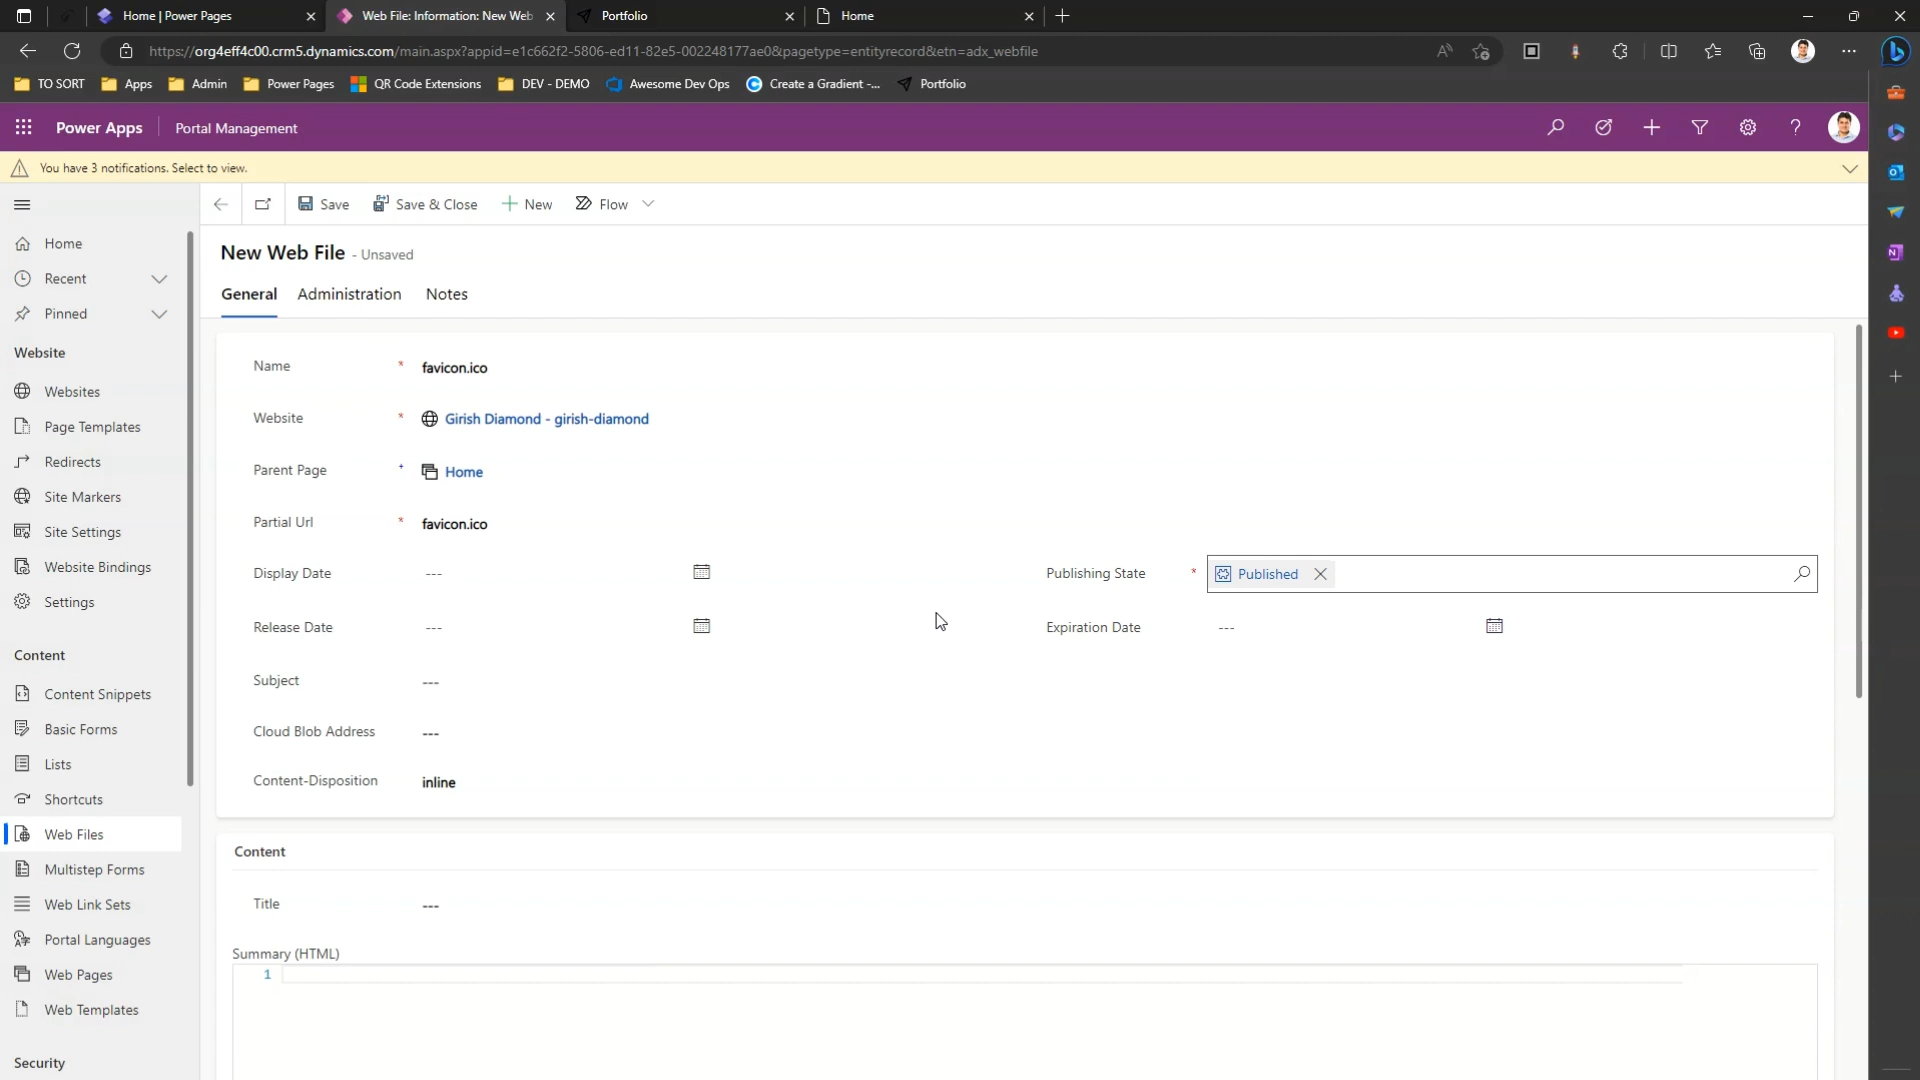 Home | Power Pages
Web File: Information: New Web
Portfolio
Home
https://org4eff4c00.crm5.dynamics.com/main.aspx?appid=e1c662f2-5806-ed11-82e5-002248177ae0&pagetype=entityrecord&etn=adx_webfile
TO SORT
Apps
Admin
Power Pages
QR Code Extensions
DEV - DEMO
Awesome Dev Ops
Create a Gradient -...
Portfolio
Power Apps
Portal Management
You have 3 notifications. Select to view.
Save
Save & Close
New
Flow
Home
Recent
Pinned
Website
Websites
Page Templates
Redirects
Site Markers
Site Settings
Website Bindings
Settings
Content
Content Snippets
Basic Forms
Lists
Shortcuts
Web Files
Multistep Forms
Web Link Sets
Portal Languages
Web Pages
Web Templates
Security
New Web File - Unsaved
General
Administration
Notes
Name * favicon.ico
Website * Girish Diamond - girish-diamond
Parent Page + Home
Partial Url * favicon.ico
Display Date ---
Publishing State * Published
Release Date ---
Expiration Date ---
Subject ---
Cloud Blob Address ---
Content-Disposition inline
Content
Title ---
Summary (HTML)
1